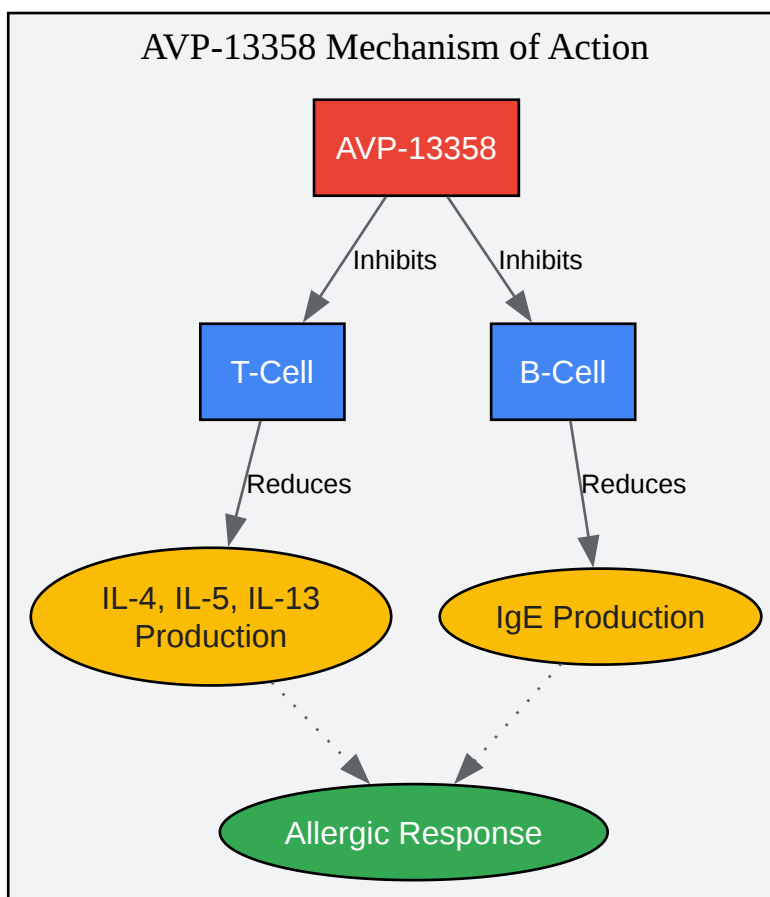 AVP-13358 Mechanism of Action
AVP-13358
Inhibits
Inhibits
T-Cell
B-Cell
Reduces
Reduces
IL-4, IL-5, IL-13
Production
IgE Production
Allergic Response